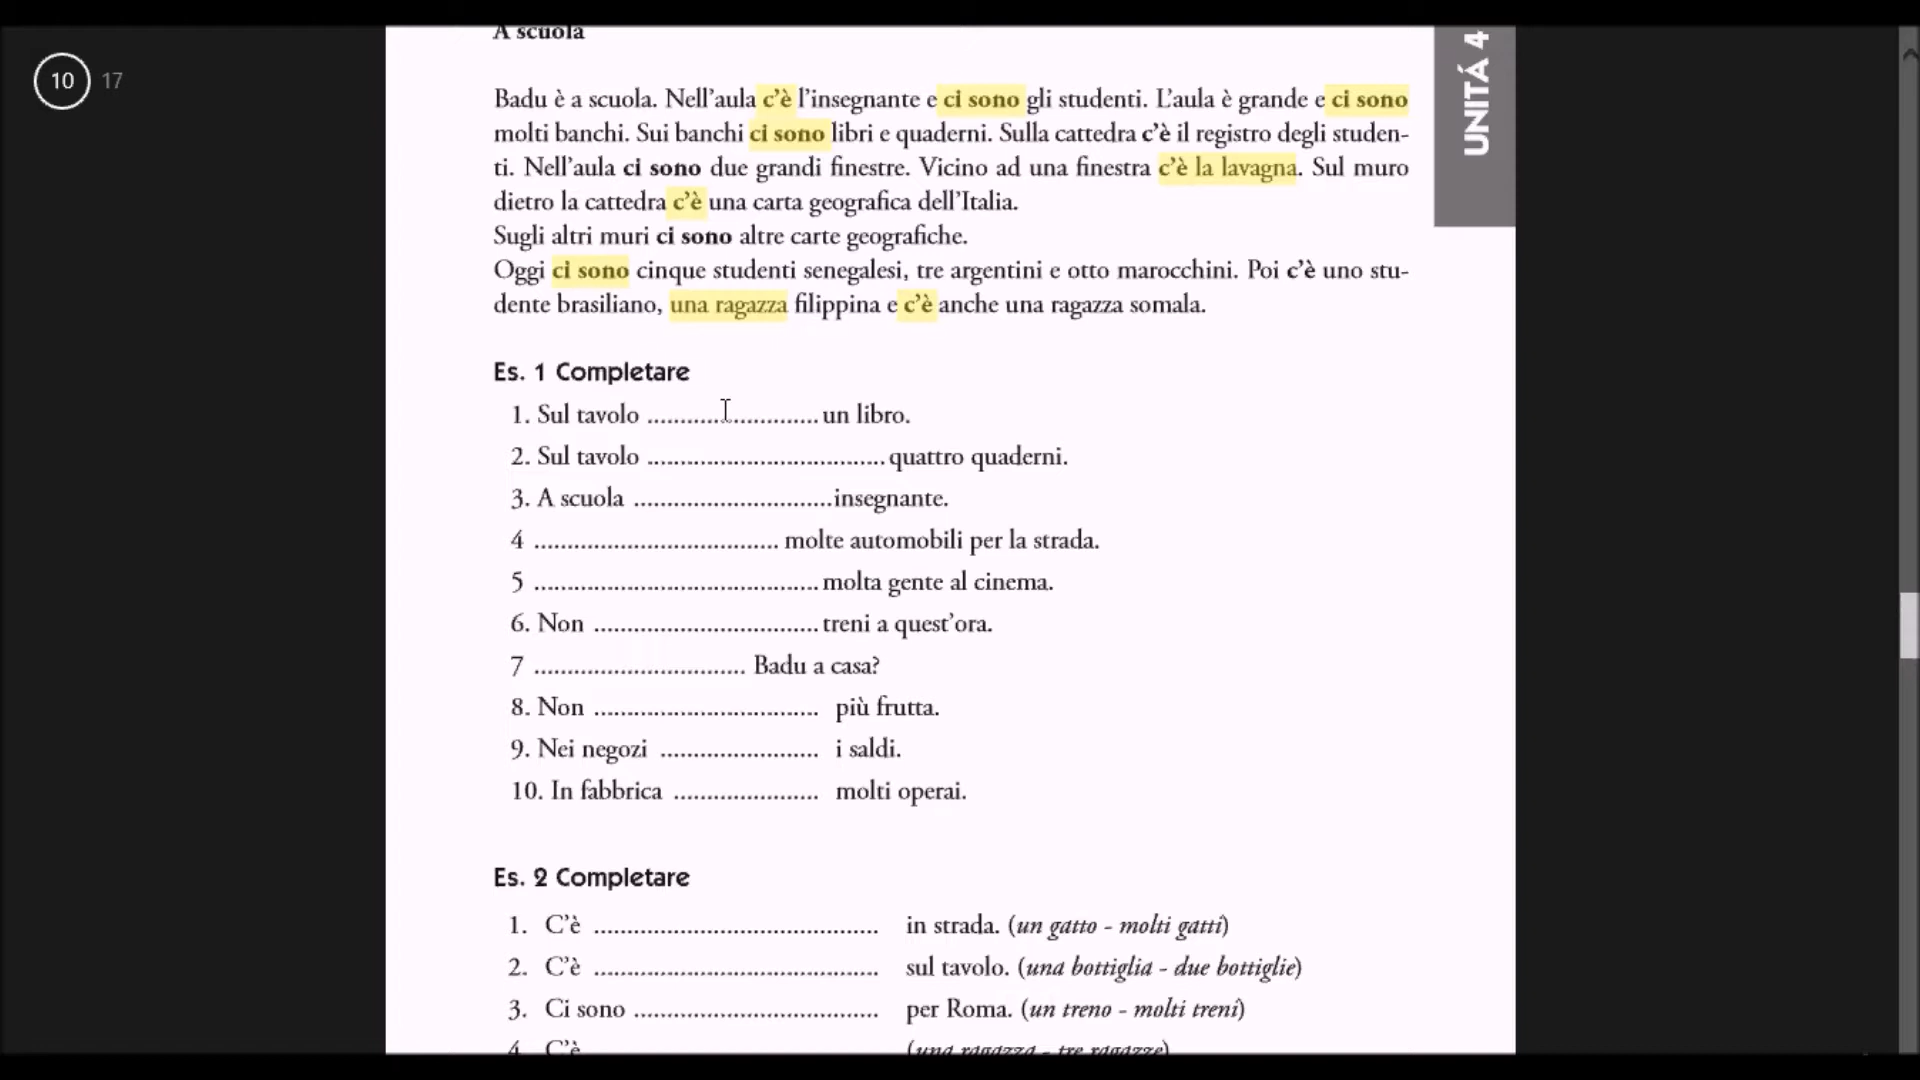 10 17
A scuola
UNITÁ 4
Badu è a scuola. Nell’aula c’è l’insegnante e ci sono gli studenti. L’aula è grande e ci sono
molti banchi. Sui banchi ci sono libri e quaderni. Sulla cattedra c’è il registro degli studen-
ti. Nell’aula ci sono due grandi finestre. Vicino ad una finestra c’è la lavagna. Sul muro
dietro la cattedra c’è una carta geografica dell’Italia.
Sugli altri muri ci sono altre carte geografiche.
Oggi ci sono cinque studenti senegalesi, tre argentini e otto marocchini. Poi c’è uno stu-
dente brasiliano, una ragazza filippina e c’è anche una ragazza somala.
Es. 1 Completare
1. Sul tavolo .......................... un libro.
2. Sul tavolo .................................... quattro quaderni.
3. A scuola ..............................insegnante.
4 ..................................... molte automobili per la strada.
5 ........................................... molta gente al cinema.
6. Non .................................. treni a quest’ora.
7 ................................ Badu a casa?
8. Non .................................. più frutta.
9. Nei negozi ........................ i saldi.
10. In fabbrica ...................... molti operai.
Es. 2 Completare
1. C’è ........................................... in strada. (un gatto - molti gatti)
2. C’è ........................................... sul tavolo. (una bottiglia - due bottiglie)
3. Ci sono ..................................... per Roma. (un treno - molti treni)
4. C’è (una ragazza - tre ragazze)